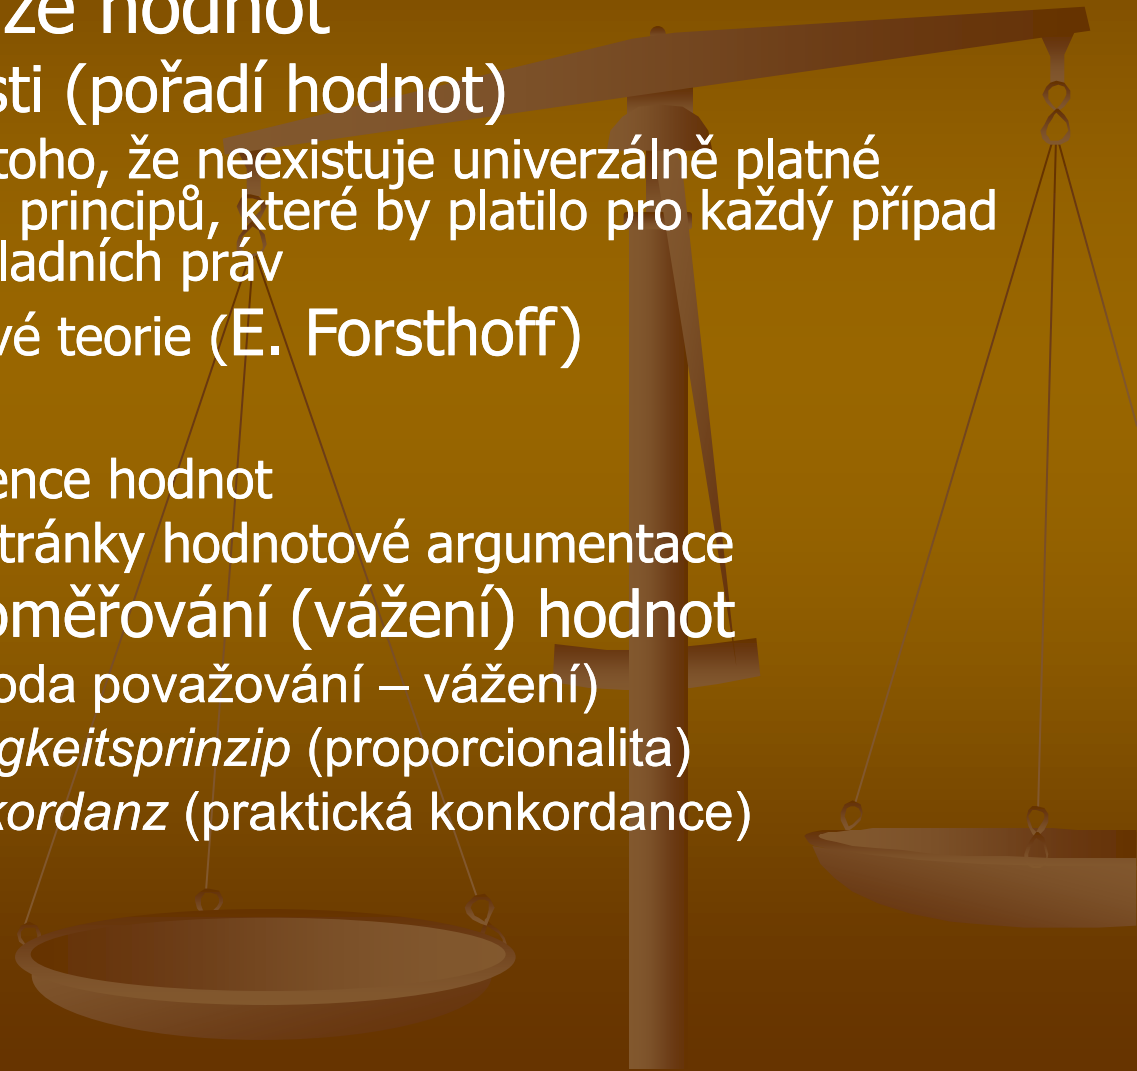 ze hodnot
sti (pořadí hodnot)
toho, že neexistuje univerzálně platné
principů, které by platilo pro každý případ
ladních práv
vé teorie (E. Forsthoff)
ence hodnot
tránky hodnotové argumentace
oměřování (vážení) hodnot
oda považování – vážení)
gkeitsprinzip (proporcionalita)
kordanz (praktická konkordance)